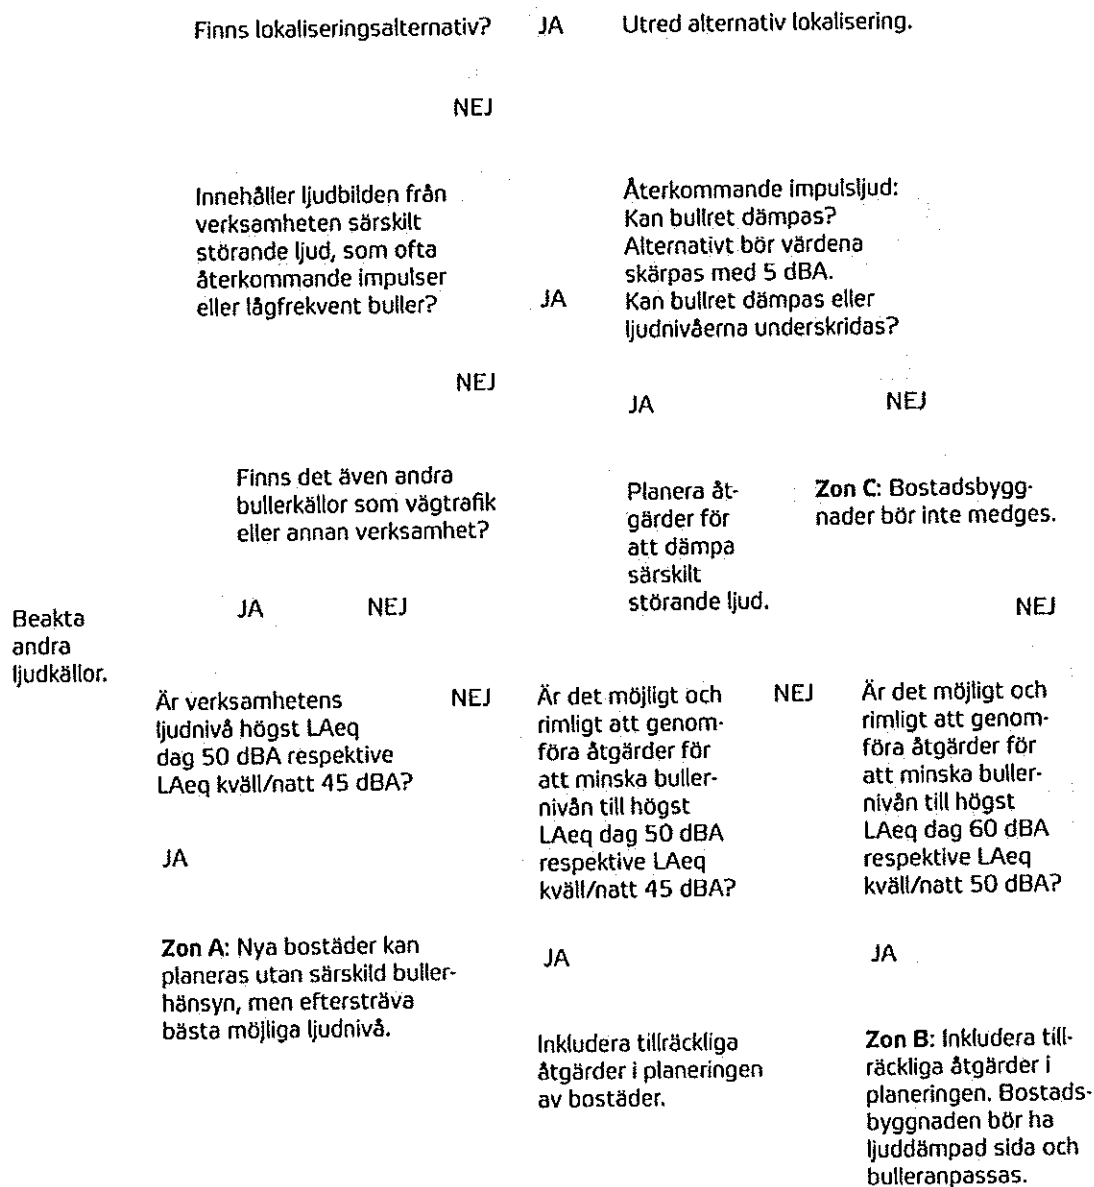 Finns lokaliseringsalternativ? JA Utred alternativ lokalisering.
NEJ
Innehåller ljudbilden från
verksamheten särskilt
störande ljud, som ofta
återkommande impulser
eller lågfrekvent buller?
JA
Återkommande impulsljud:
Kan bullret dämpas?
Alternativt bör värdena
skärpas med 5 dBA.
Kan bullret dämpas eller
ljudnivåerna underskridas?
NEJ
JA
NEJ
Finns det även andra
bullerkällor som vägtrafik
eller annan verksamhet?
Planera åt-
gärder för
att dämpa
särskilt
störande ljud.
Zon C: Bostadsbygg-
nader bör inte medges.
Beakta
andra
ljudkällor.
JA NEJ
NEJ
Är verksamhetens
ljudnivå högst LAeq
dag 50 dBA respektive
LAeq kväll/natt 45 dBA?
NEJ
Är det möjligt och
rimligt att genom-
föra åtgärder för
att minska buller-
nivån till högst
LAeq dag 50 dBA
respektive LAeq
kväll/natt 45 dBA?
NEJ
Är det möjligt och
rimligt att genom-
föra åtgärder för
att minska buller-
nivån till högst
LAeq dag 60 dBA
respektive LAeq
kväll/natt 50 dBA?
JA
Zon A: Nya bostäder kan
planeras utan särskild buller-
hänsyn, men eftersträva
bästa möjliga ljudnivå.
JA
Inkludera tillräckliga
åtgärder i planeringen
av bostäder.
JA
Zon B: Inkludera till-
räckliga åtgärder i
planeringen. Bostads-
byggnaden bör ha
ljuddämpad sida och
bulleranpassas.